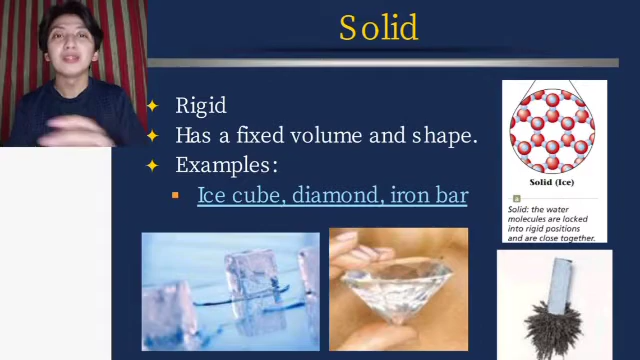 Solid
Rigid
Has a fixed volume and shape.
Examples:
Ice cube, diamond, iron bar
Solid (Ice)
a
Solid: the water
molecules are locked
into rigid positions
and are close together.